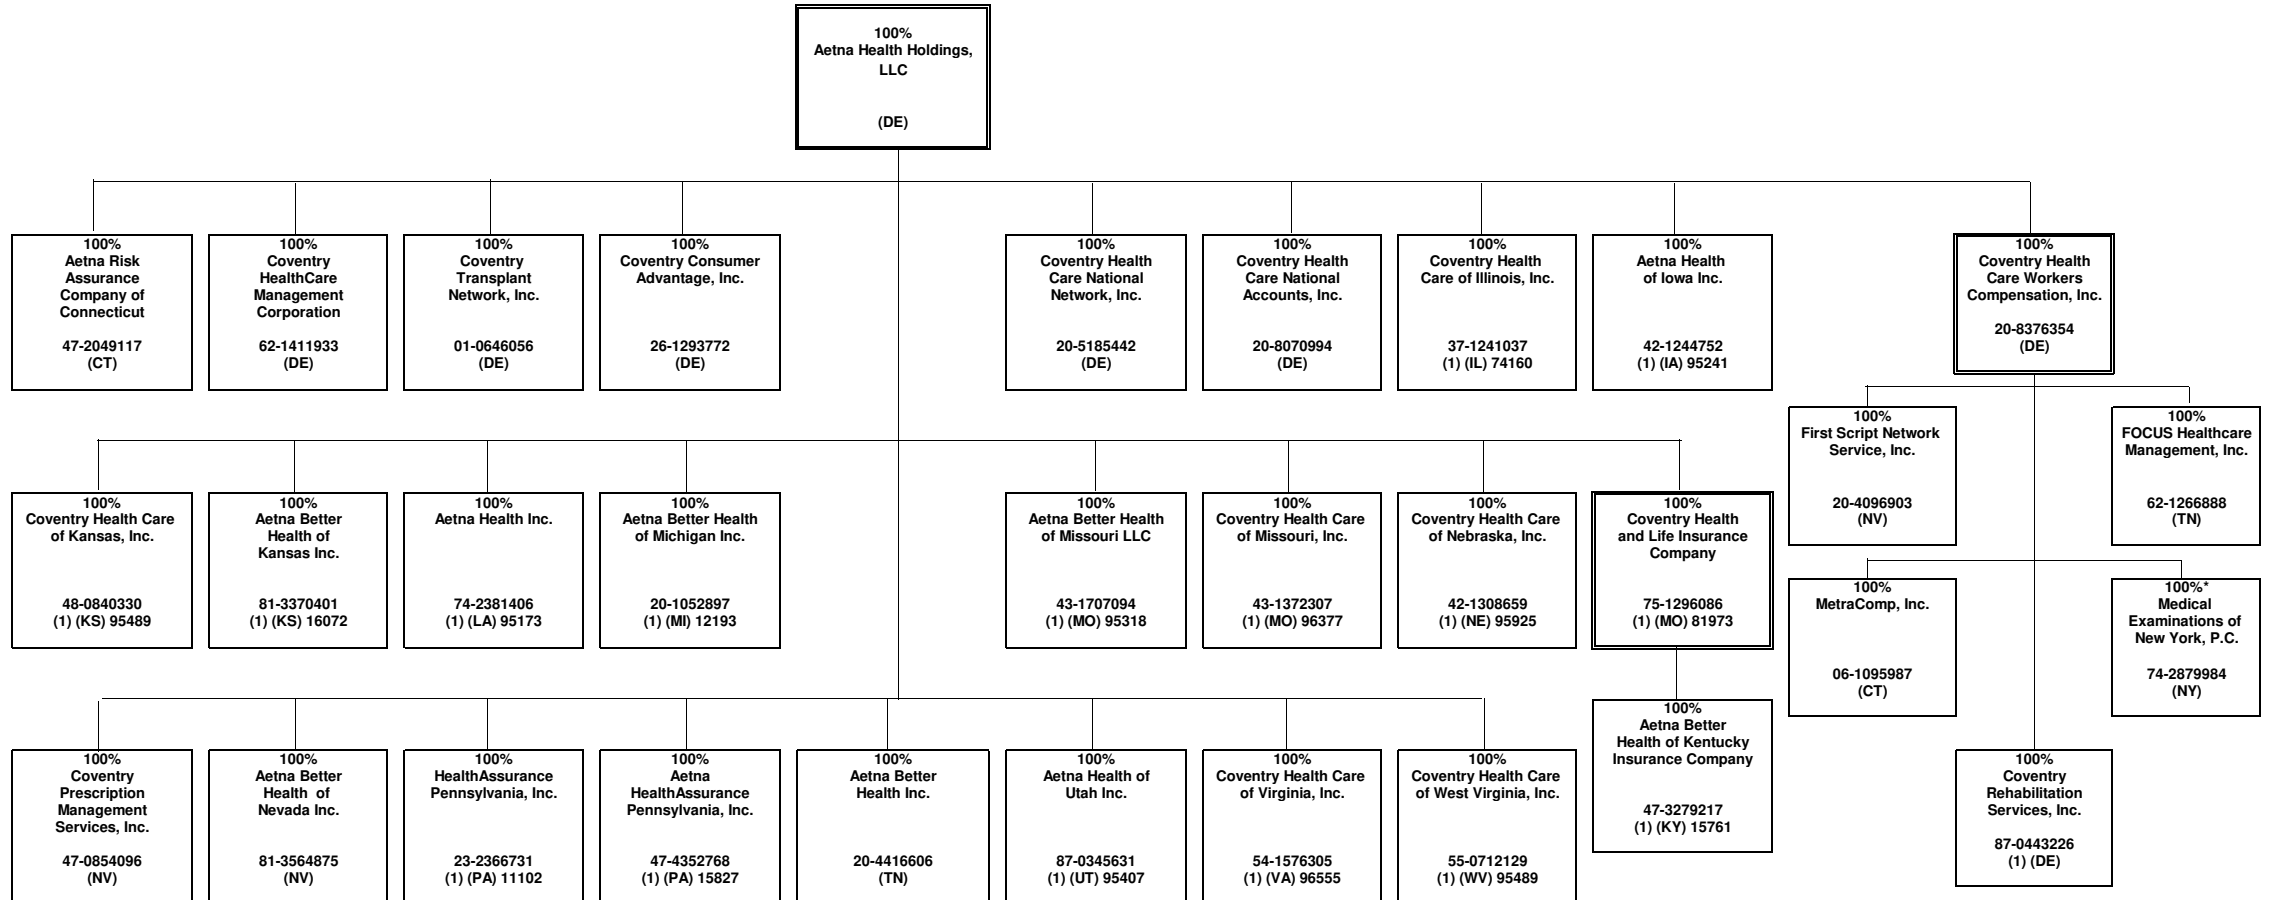 100%
Aetna Health Holdings,
LLC
(DE)
100%
Aetna Risk
Assurance
Company of
Connecticut
47-2049117
(CT)
100%
Coventry
HealthCare
Management
Corporation
62-1411933
(DE)
100%
Coventry
Transplant
Network, Inc.
01-0646056
(DE)
100%
Coventry Consumer
Advantage, Inc.
26-1293772
(DE)
100%
Coventry Health
Care National
Network, Inc.
20-5185442
(DE)
100%
Coventry Health
Care National
Accounts, Inc.
20-8070994
(DE)
100%
Coventry Health
Care of Illinois, Inc.
37-1241037
(1) (IL) 74160
100%
Aetna Health
of Iowa Inc.
42-1244752
(1) (IA) 95241
100%
Coventry Health
Care Workers
Compensation, Inc.
20-8376354
(DE)
100%
First Script Network
Service, Inc.
20-4096903
(NV)
100%
FOCUS Healthcare
Management, Inc.
62-1266888
(TN)
100%
Coventry Health Care
of Kansas, Inc.
48-0840330
(1) (KS) 95489
100%
Aetna Better
Health of
Kansas Inc.
81-3370401
(1) (KS) 16072
100%
Aetna Health Inc.
74-2381406
(1) (LA) 95173
100%
Aetna Better Health
of Michigan Inc.
20-1052897
(1) (MI) 12193
100%
Aetna Better Health
of Missouri LLC
43-1707094
(1) (MO) 95318
100%
Coventry Health Care
of Missouri, Inc.
43-1372307
(1) (MO) 96377
100%
Coventry Health Care
of Nebraska, Inc.
42-1308659
(1) (NE) 95925
100%
Coventry Health
and Life Insurance
Company
75-1296086
(1) (MO) 81973
100%
MetraComp, Inc.
06-1095987
(CT)
100%*
Medical
Examinations of
New York, P.C.
74-2879984
(NY)
100%
Aetna Better
Health of Kentucky
Insurance Company
47-3279217
(1) (KY) 15761
100%
Coventry
Prescription
Management
Services, Inc.
47-0854096
(NV)
100%
Aetna Better
Health of
Nevada Inc.
81-3564875
(NV)
100%
HealthAssurance
Pennsylvania, Inc.
23-2366731
(1) (PA) 11102
100%
Aetna
HealthAssurance
Pennsylvania, Inc.
47-4352768
(1) (PA) 15827
100%
Aetna Better
Health Inc.
20-4416606
(TN)
100%
Aetna Health of
Utah Inc.
87-0345631
(1) (UT) 95407
100%
Coventry Health Care
of Virginia, Inc.
54-1576305
(1) (VA) 96555
100%
Coventry Health Care
of West Virginia, Inc.
55-0712129
(1) (WV) 95489
100%
Coventry
Rehabilitation
Services, Inc.
87-0443226
(1) (DE)